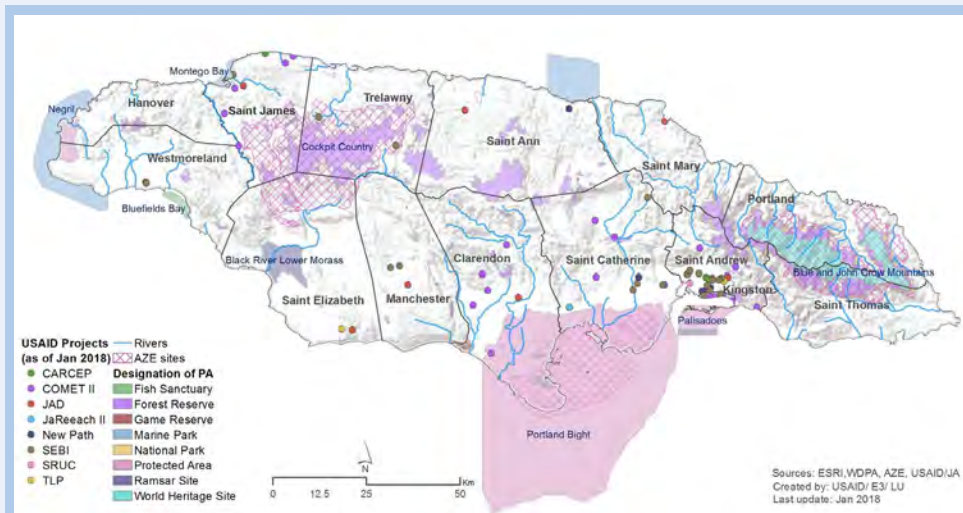 Montego Bay
Negril
Hanover
Saint James
Trelawny
Saint Ann
Westmoreland
Cockpit Country
Saint Mary
Portland
Bluefields Bay
Black River Lower Morass
Clarendon
Saint Catherine
Saint Andrew
Blue and John Crow Mountains
Kingston
Saint Elizabeth
Manchester
Saint Thomas
Palisadoes
Portland Bight
USAID Projects
(as of Jan 2018)
CARCEP
COMET II
JAD
JaReeach II
New Path
SEBI
SRUC
TLP
Rivers
AZE sites
Designation of PA
Fish Sanctuary
Forest Reserve
Game Reserve
Marine Park
National Park
Protected Area
Ramsar Site
World Heritage Site
N
Km
0 12.5 25 50
Sources: ESRI,WDPA, AZE, USAID/JA
Created by: USAID/ E3/ LU
Last update: Jan 2018